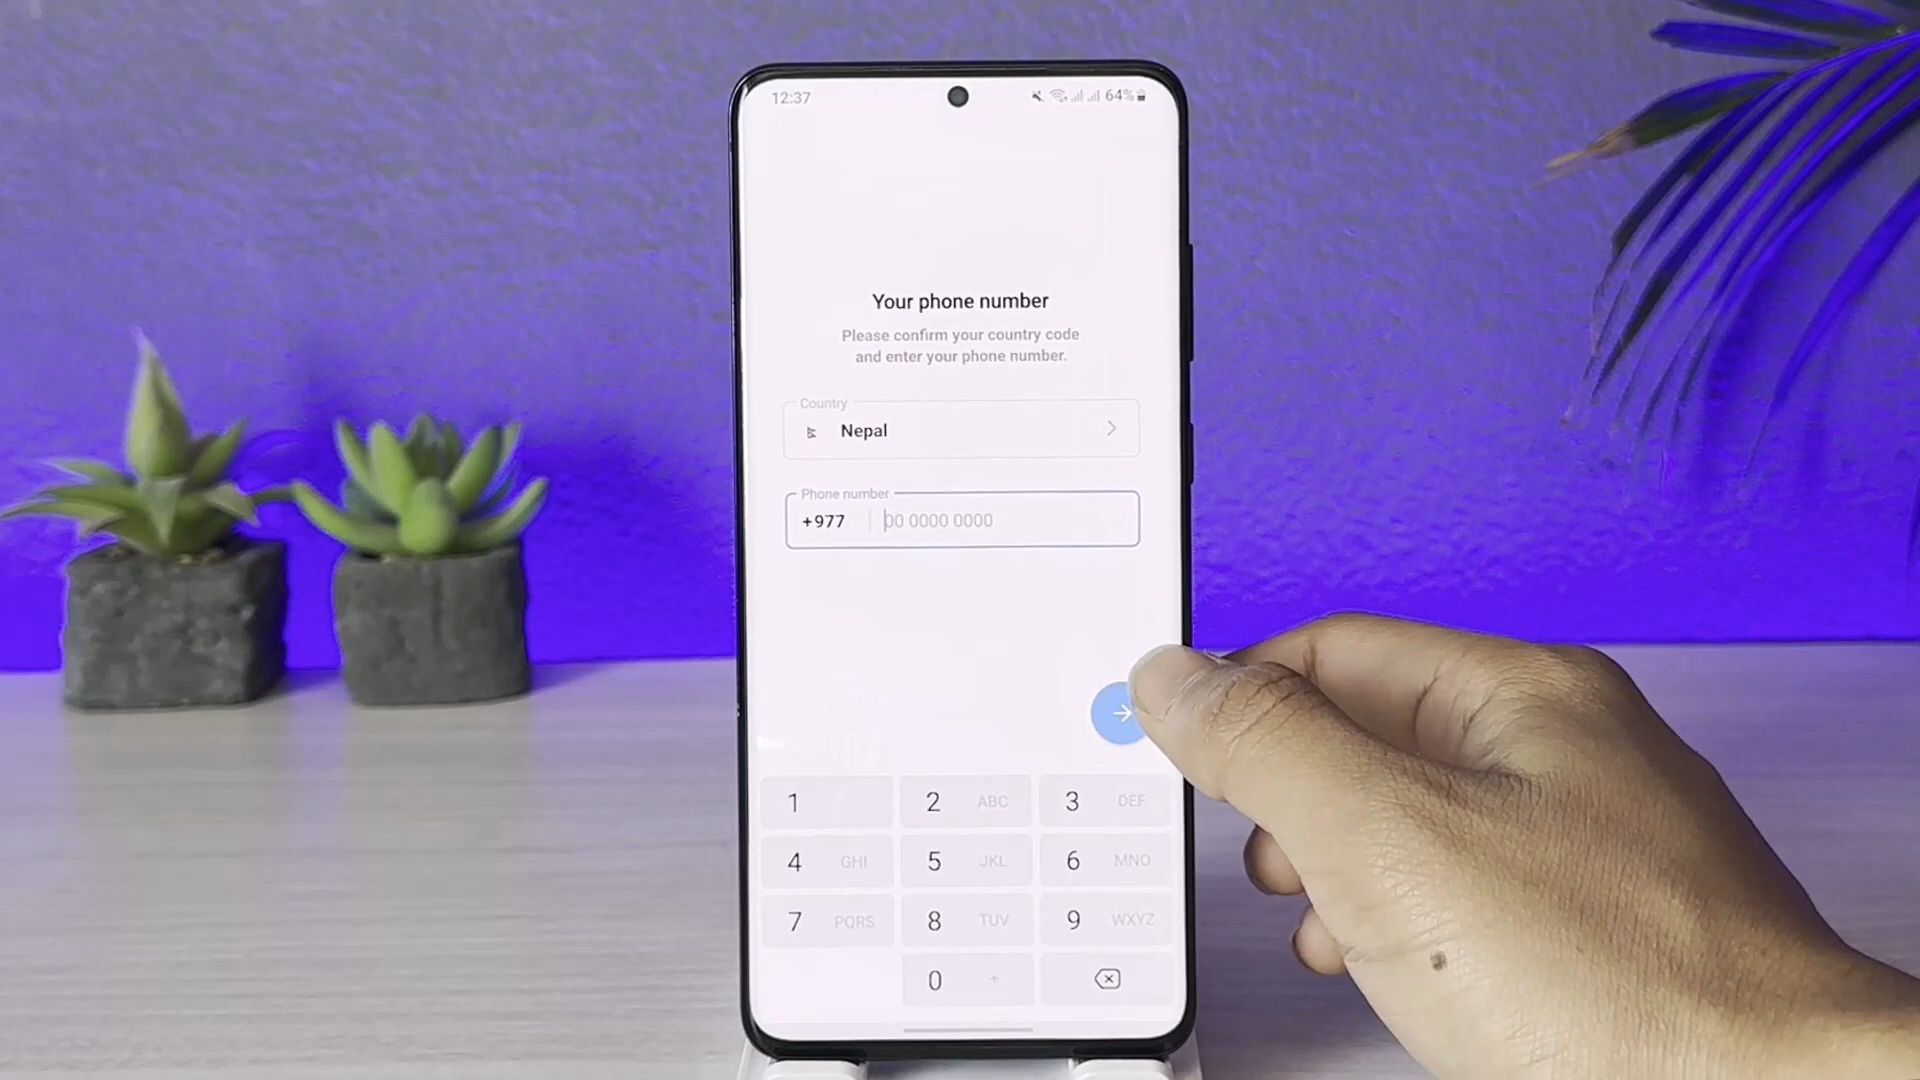 12:37
64%
Your phone number
Please confirm your country code
and enter your phone number.
Country
Nepal
Phone number
+977 00 0000 0000
1 2 ABC 3 DEF
4 GHI 5 JKL 6 MNO
7 PQRS 8 TUV 9 WXYZ
0 +